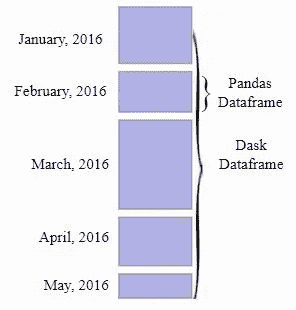 January, 2016
February, 2016
Pandas
Dataframe
March, 2016
Dask
Dataframe
April, 2016
May, 2016